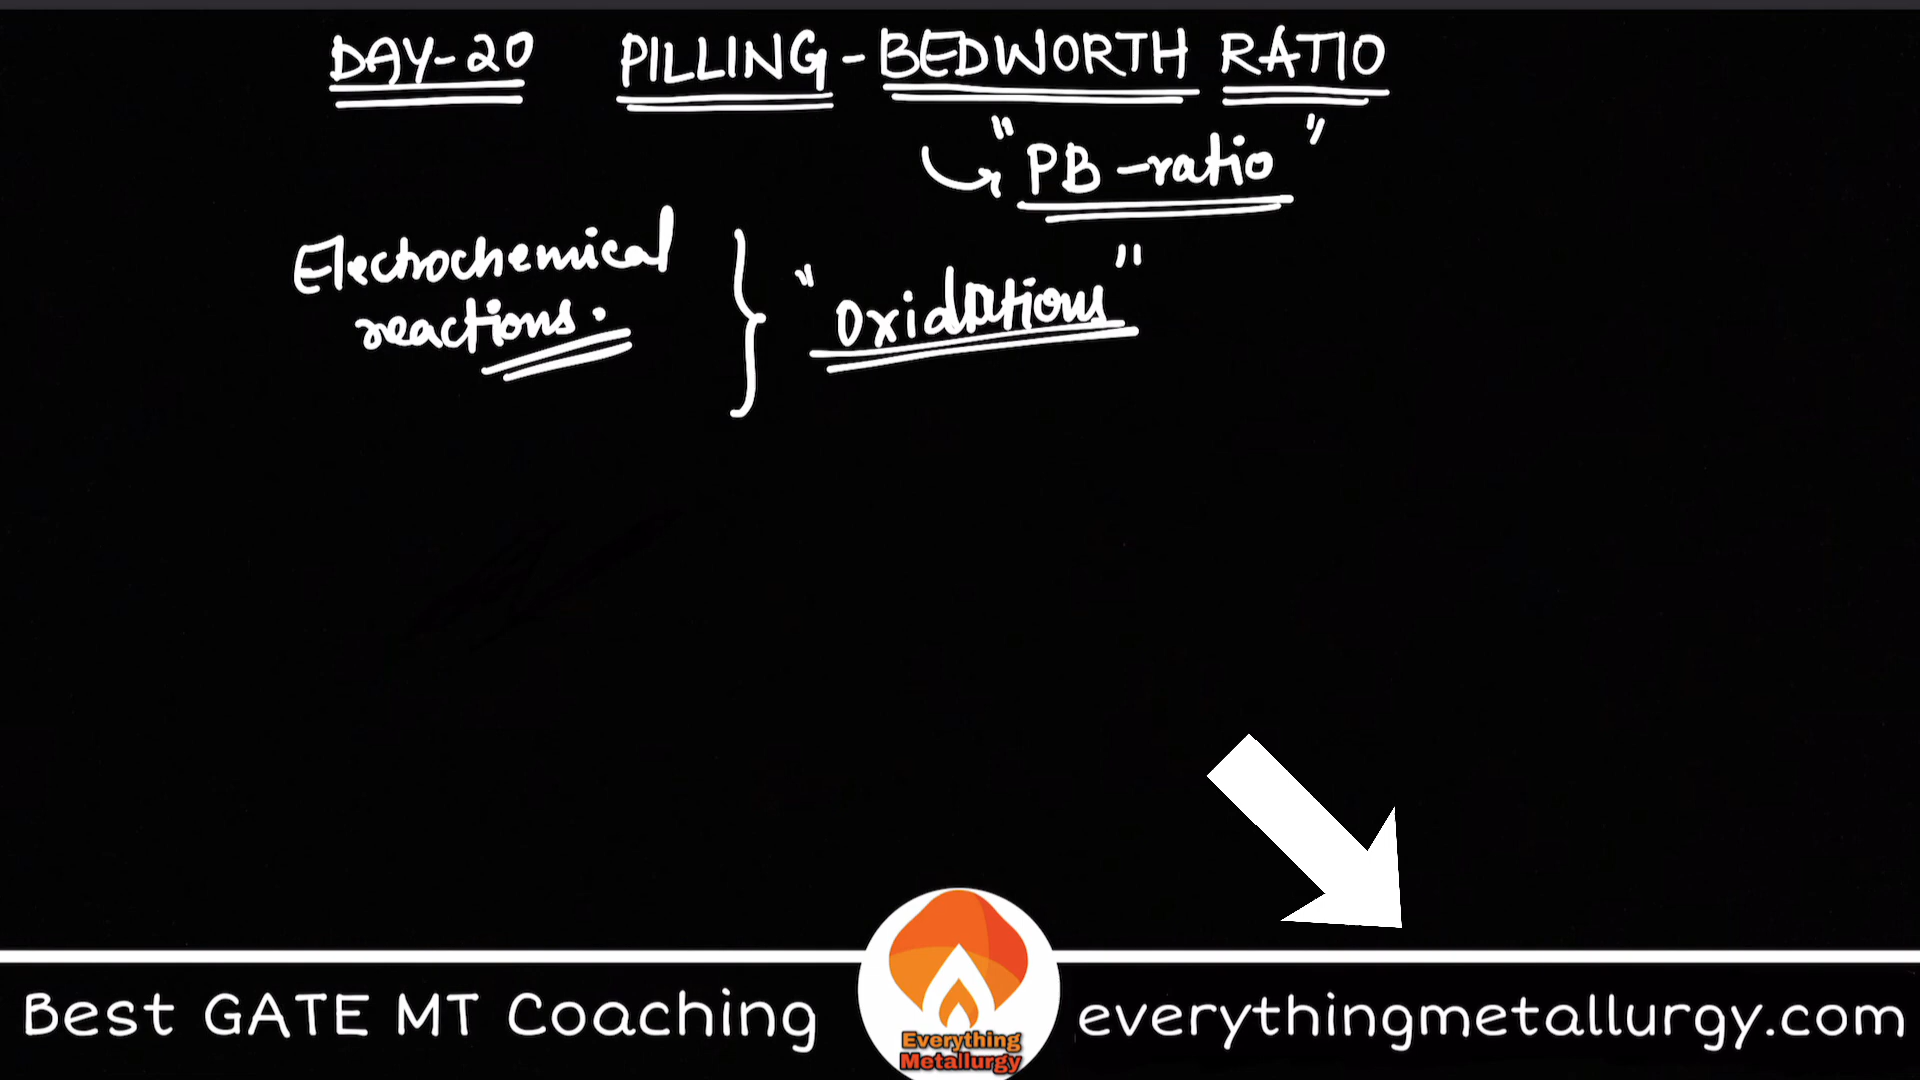 DAY-20 PILLING-BEDWORTH RATIO
"PB-ratio"
Electrochemical
reactions.
"Oxidations"
Best GATE MT Coaching
Everything
Metallurgy
everythingmetallurgy.com